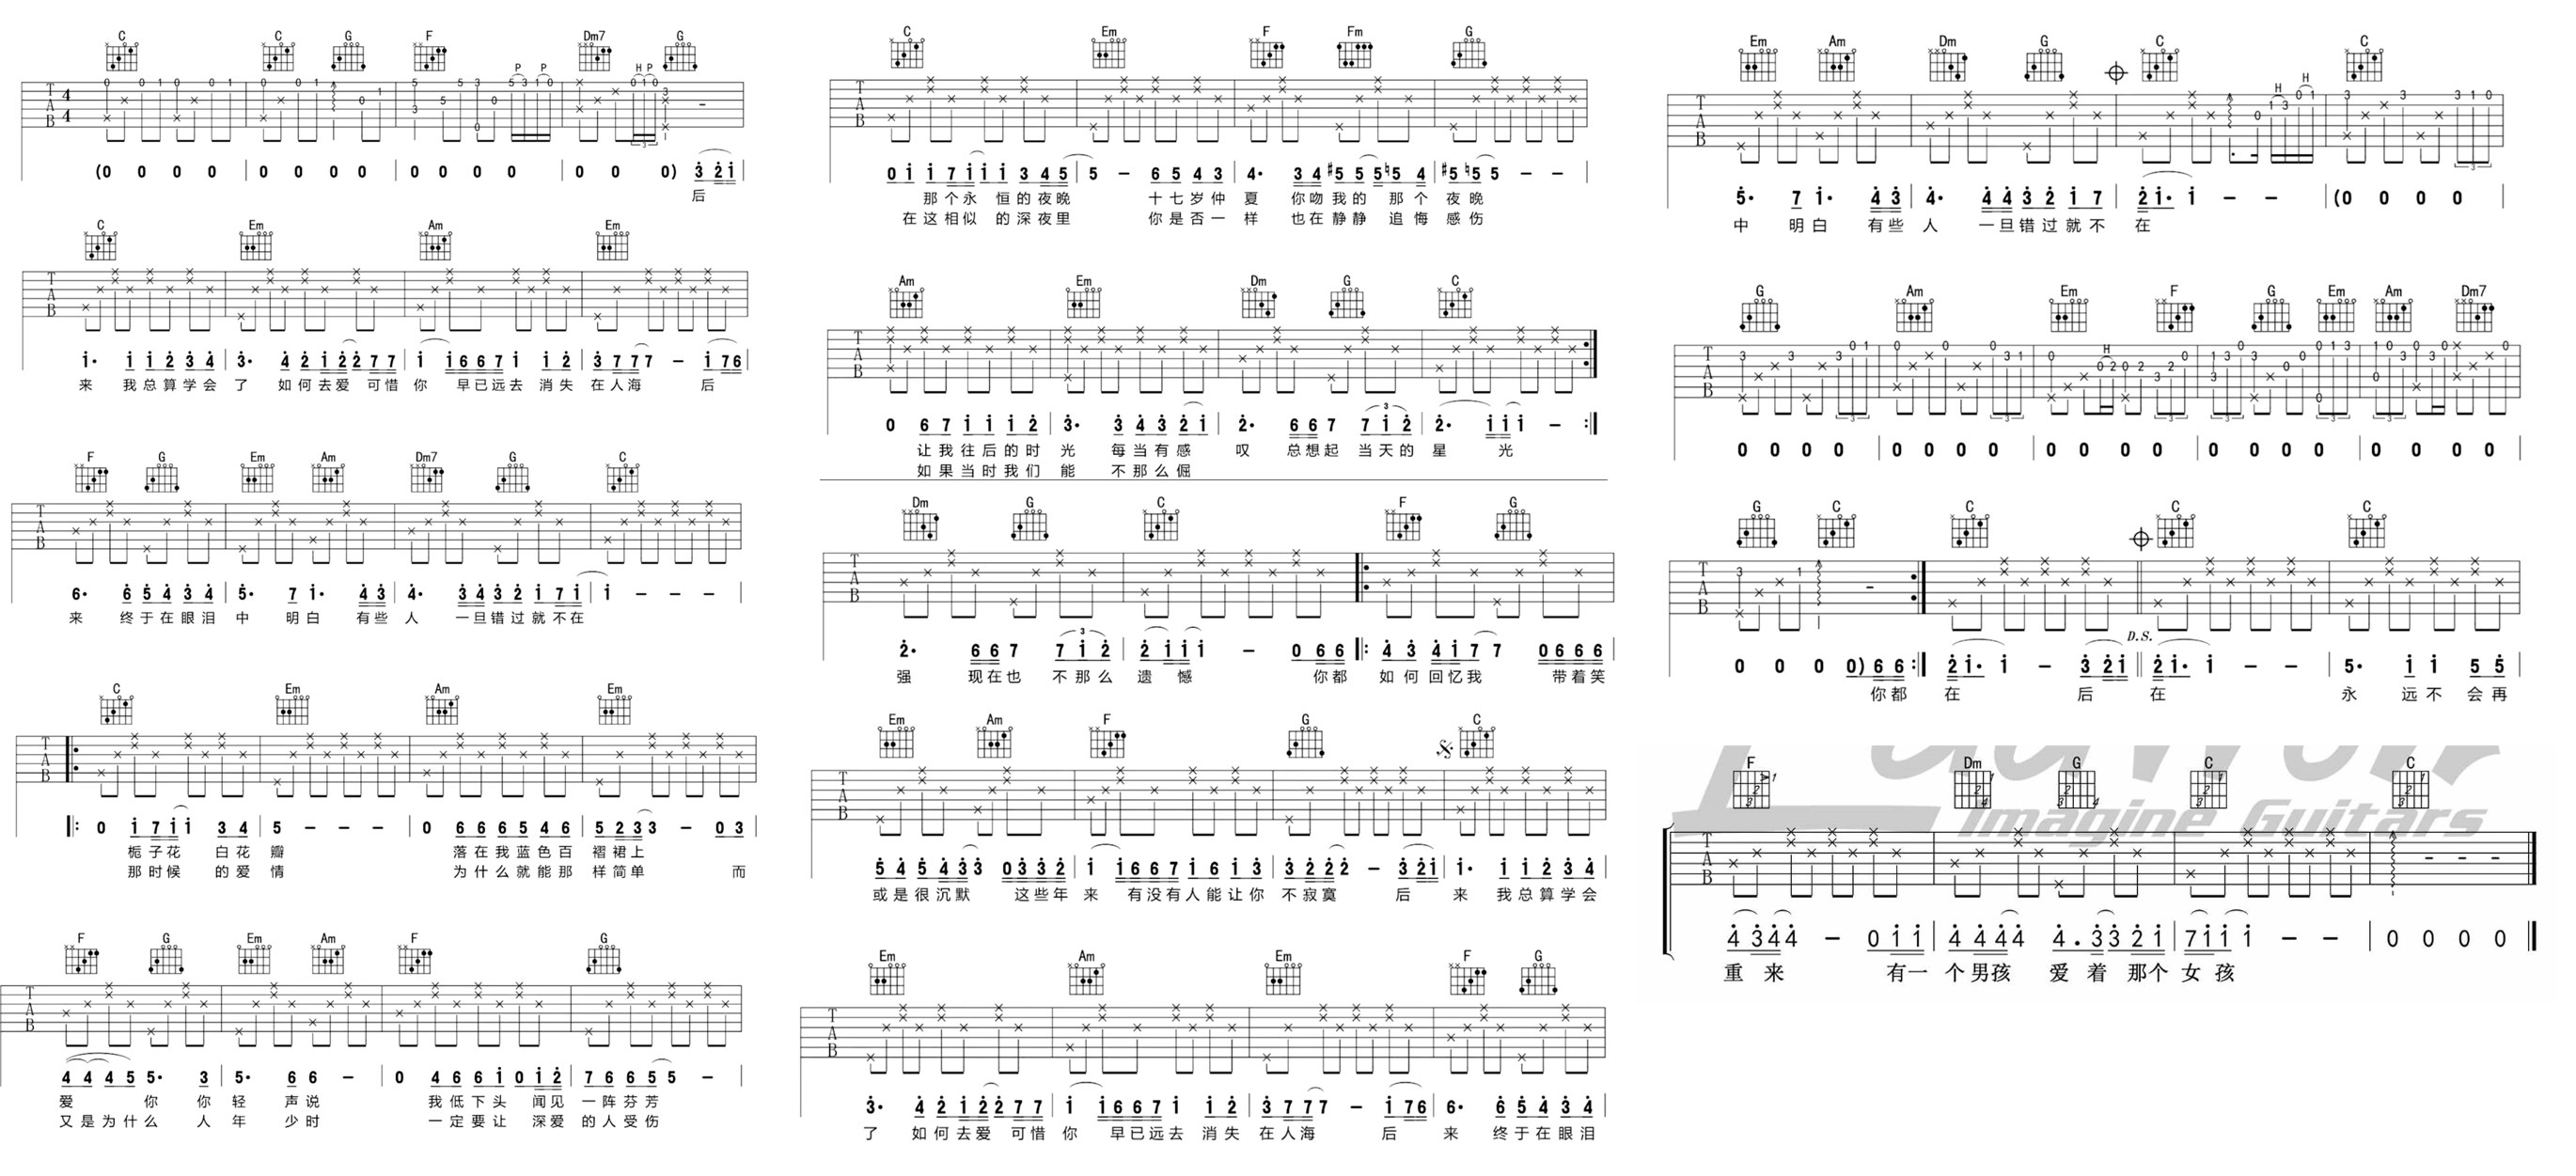 C C G F Dm7 G
P P H P
5 0 0 1 0 0 1 0 0 1
T A B 4 4
(0 0 0 0 | 0 0 0 0 | 0 0 0 0 | 0 0 0) 3 2 1
后
C Em Am Em
T A B
1· 1 1 2 3 4 | 3· 4 2 1 2 2 7 7 | 1 1 6 6 7 1 1 2 | 3 7 7 7 - 1 7 6
来 我总算学会 了 如何去爱 可惜 你 早已远去 消失 在人海 后
F G Em Am Dm7 G C
T A B
6· 6 5 4 3 4 | 5· 7 1· 4 3 | 4· 3 4 3 2 1 7 1 | 1 - - -
来 终于在眼泪 中 明白 有些 人 一旦错过就不在
C Em Am Em
T A B
0 1 7 1 1 3 4 | 5 - - - | 0 6 6 6 5 4 6 | 5 2 3 3 - 0 3
栀子花 白花 瓣 落在我蓝色百 褶裙上
那时候 的爱 情 为什么就能那 样简单 而
F G Em Am F G
T A B
4 4 4 5 5· 3 | 5· 6 6 - | 0 4 6 6 1 0 1 2 | 7 6 6 5 5 -
爱 你 你 轻 声说 我低下头 闻见 一阵芬芳
又是为什么 人 年 少时 一定要让 深爱 的人受伤
C Em F Fm G
T A B
0 1 1 7 1 1 1 3 4 5 | 5 - 6 5 4 3 | 4· 3 4 #5 5 5 ♮5 4 | #5 ♮5 5 - -
那个永 恒的夜晚 十七岁仲 夏 你吻我的 那个 夜晚
在这相似 的深夜里 你是否一 样 也在静静 追悔 感伤
Am Em Dm G C
T A B
0 6 7 1 1 1 2 | 3· 3 4 3 2 1 | 2· 6 6 7 7 1 2 | 2· 1 1 1 -
让我往后的时 光 每当有感 叹 总想起 当天的 星 光
如果当时我们 能 不那么倔
Dm G C F G
T A B
2· 6 6 7 7 1 2 | 2 1 1 1 - 0 6 6 | 4 3 4 1 7 7 0 6 6 6
强 现在也 不那么 遗 憾 你都 如何回忆我 带着笑
Em Am F G C
T A B
5 4 5 4 3 3 0 3 3 2 | 1 1 6 6 7 1 6 1 3 | 3 2 2 2 - 3 2 1 | 1· 1 1 2 3 4
或是很沉默 这些年 来 有没有人能让你 不寂寞 后 来 我总算学会
Em Am Em F G
T A B
3· 4 2 1 2 2 7 7 | 1 1 6 6 7 1 1 2 | 3 7 7 7 - 1 7 6 | 6· 6 5 4 3 4
了 如何去爱 可惜 你 早已远去 消失 在人海 后 来 终于在眼泪
Em Am Dm G C C
T A B
5· 7 1· 4 3 | 4· 4 4 3 2 1 7 | 2 1· 1 - - | (0 0 0 0
中 明白 有些 人 一旦错过就不 在
G Am Em F G Em Am Dm7
T A B
0 0 0 0 | 0 0 0 0 | 0 0 0 0 | 0 0 0 0 | 0 0 0 0
G C C C C
T A B
D.S.
0 0 0 0) 6 6 | 2 1· 1 - 3 2 1 | 2 1· 1 - - | 5· 1 1 5 5
你都 在 后 在 永 远不 会再
Imagine Guitars
F Dm G C C
T A B
4 3 4 4 - 0 1 1 | 4 4 4 4 4. 3 3 2 1 | 7 1 1 1 - - | 0 0 0 0
重 来 有一 个男孩 爱 着 那个 女 孩